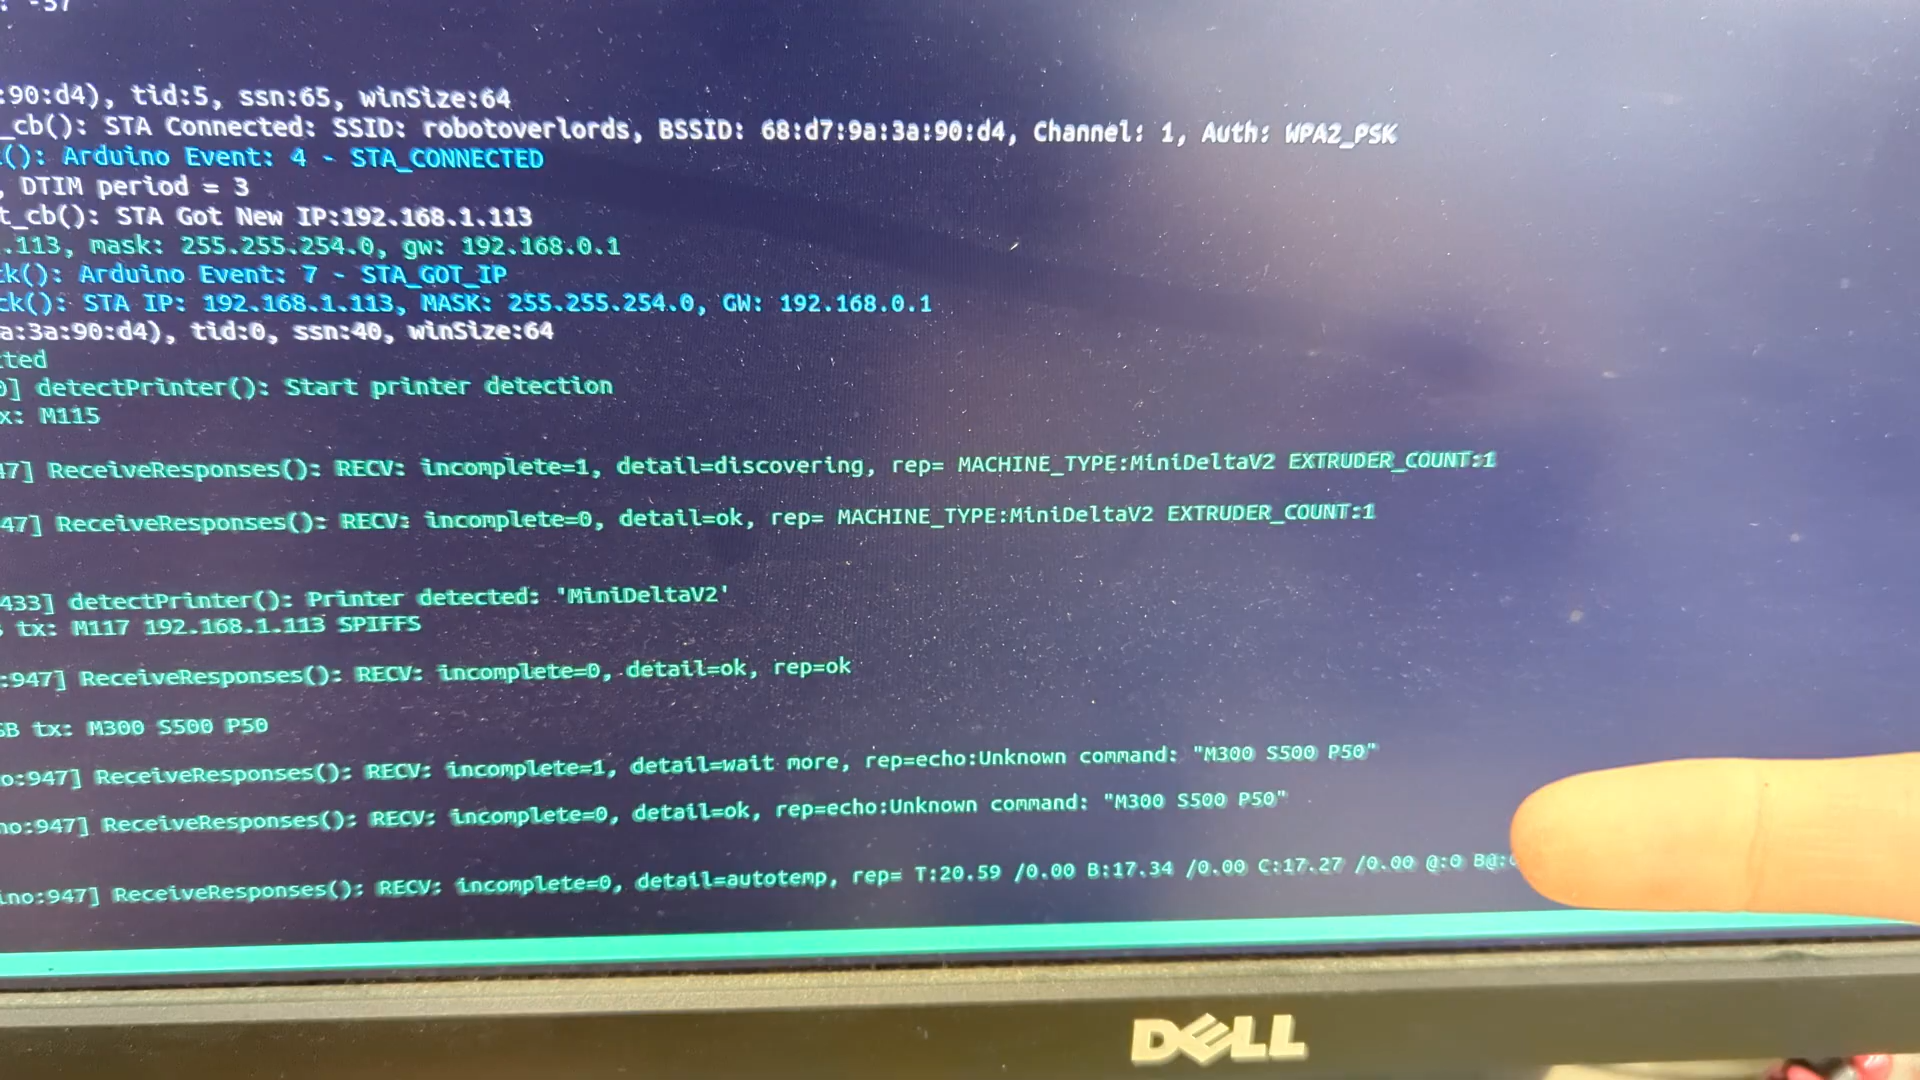 : -57
:90:d4), tid:5, ssn:65, winSize:64
_cb(): STA Connected: SSID: robotoverlords, BSSID: 68:d7:9a:3a:90:d4, Channel: 1, Auth: WPA2_PSK
(): Arduino Event: 4 - STA_CONNECTED
, DTIM period = 3
t_cb(): STA Got New IP:192.168.1.113
.113, mask: 255.255.254.0, gw: 192.168.0.1
ck(): Arduino Event: 7 - STA_GOT_IP
ck(): STA IP: 192.168.1.113, MASK: 255.255.254.0, GW: 192.168.0.1
a:3a:90:d4), tid:0, ssn:40, winSize:64
cted
0] detectPrinter(): Start printer detection
x: M115
47] ReceiveResponses(): RECV: incomplete=1, detail=discovering, rep= MACHINE_TYPE:MiniDeltaV2 EXTRUDER_COUNT:1
47] ReceiveResponses(): RECV: incomplete=0, detail=ok, rep= MACHINE_TYPE:MiniDeltaV2 EXTRUDER_COUNT:1
433] detectPrinter(): Printer detected: 'MiniDeltaV2'
tx: M117 192.168.1.113 SPIFFS
:947] ReceiveResponses(): RECV: incomplete=0, detail=ok, rep=ok
SB tx: M300 S500 P50
o:947] ReceiveResponses(): RECV: incomplete=1, detail=wait more, rep=echo:Unknown command: "M300 S500 P50"
no:947] ReceiveResponses(): RECV: incomplete=0, detail=ok, rep=echo:Unknown command: "M300 S500 P50"
ino:947] ReceiveResponses(): RECV: incomplete=0, detail=autotemp, rep= T:20.59 /0.00 B:17.34 /0.00 C:17.27 /0.00 @:0 B@:
DELL